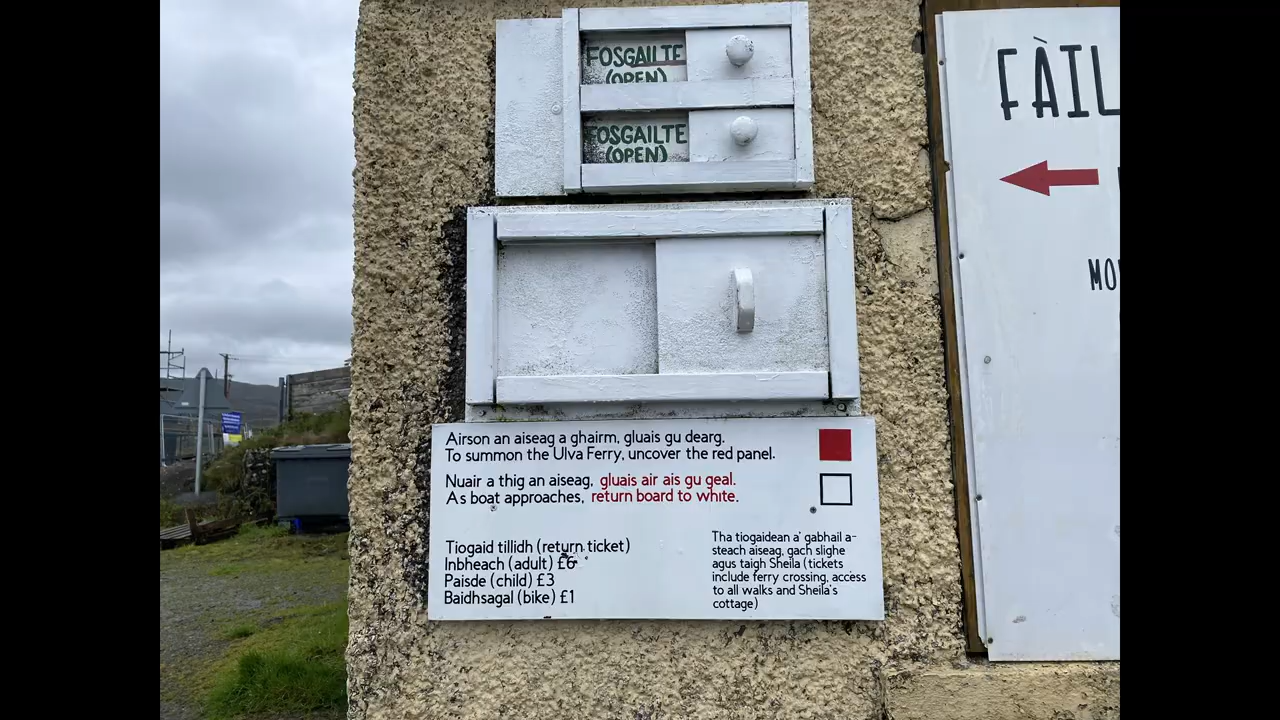 FOSGAILTE
(OPEN)
FOSGAILTE
(OPEN)
FÀIL
MO
Airson an aiseag a ghairm, gluais gu dearg.
To summon the Ulva Ferry, uncover the red panel.
Nuair a thig an aiseag, gluais air ais gu geal.
As boat approaches, return board to white.
Tiogaid tillidh (return ticket)
Inbheach (adult) £6
Paisde (child) £3
Baidhsagal (bike) £1
Tha tiogaidean a' gabhail a-
steach aiseag, gach slighe
agus taigh Sheila (tickets
include ferry crossing, access
to all walks and Sheila's
cottage)